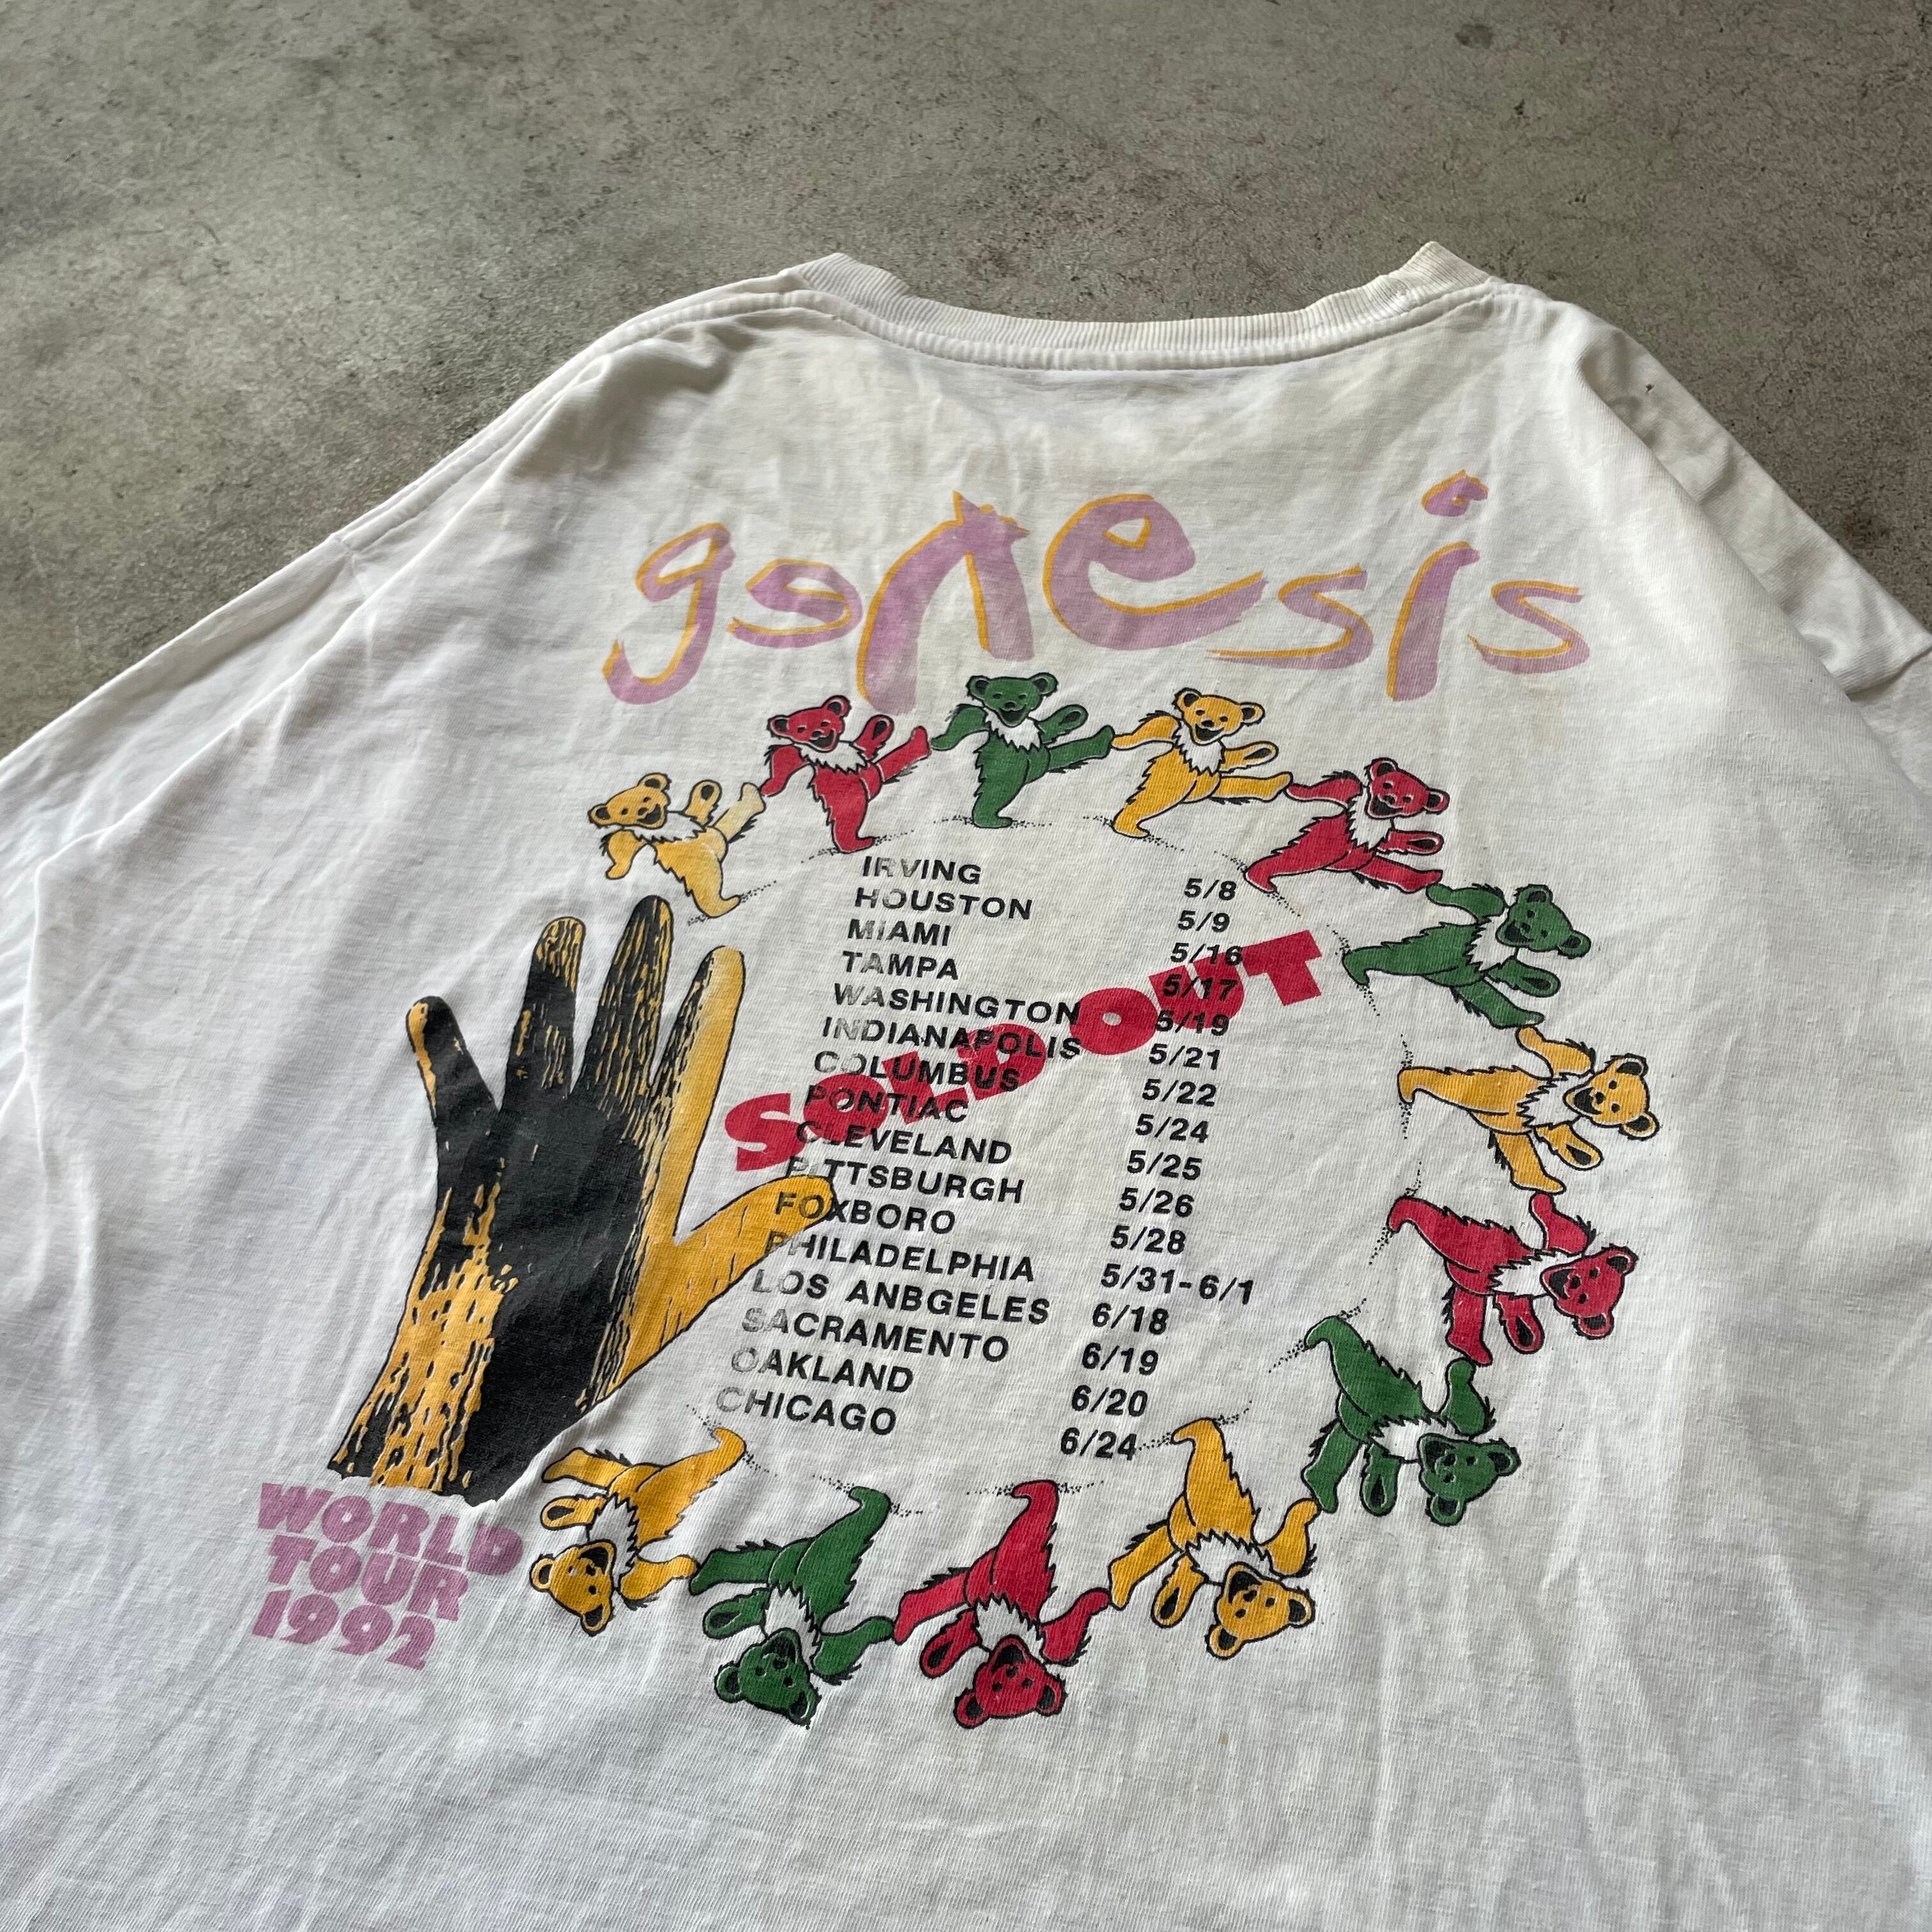 genesis
IRVING 5/8
HOUSTON 5/9
MIAMI 5/16
TAMPA 5/17
WASHINGTON 5/19
INDIANAPOLIS 5/21
COLUMBUS 5/22
PONTIAC 5/24
CLEVELAND 5/25
PITTSBURGH 5/26
FOXBORO 5/28
PHILADELPHIA 5/31-6/1
LOS ANBGELES 6/18
SACRAMENTO 6/19
OAKLAND 6/20
CHICAGO 6/24
SOLD OUT
WORLD
TOUR
1992